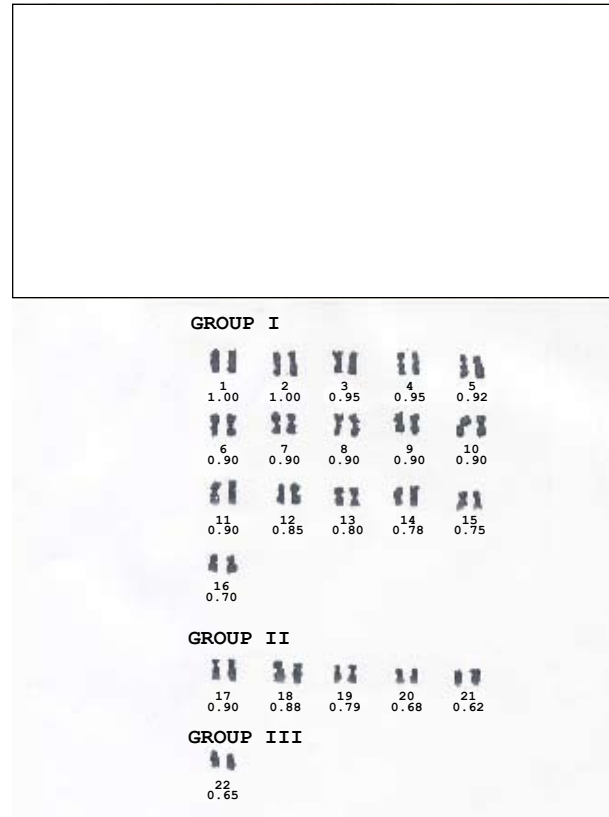 GROUP I
1 2 3 4 5
1.00 1.00 0.95 0.95 0.92
6 7 8 9 10
0.90 0.90 0.90 0.90 0.90
11 12 13 14 15
0.90 0.85 0.80 0.78 0.75
16
0.70
GROUP II
17 18 19 20 21
0.90 0.88 0.79 0.68 0.62
GROUP III
22
0.65